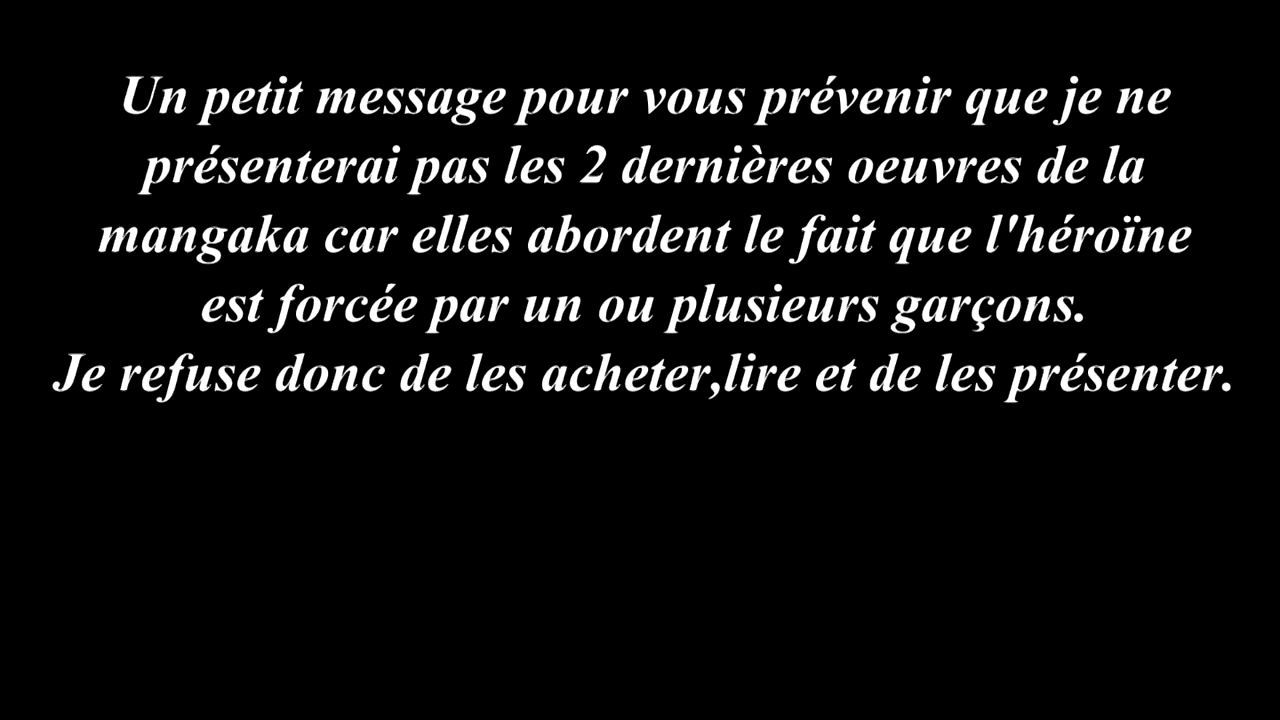 Un petit message pour vous prévenir que je ne
présenterai pas les 2 dernières oeuvres de la
mangaka car elles abordent le fait que l'héroïne
est forcée par un ou plusieurs garçons.
Je refuse donc de les acheter,lire et de les présenter.